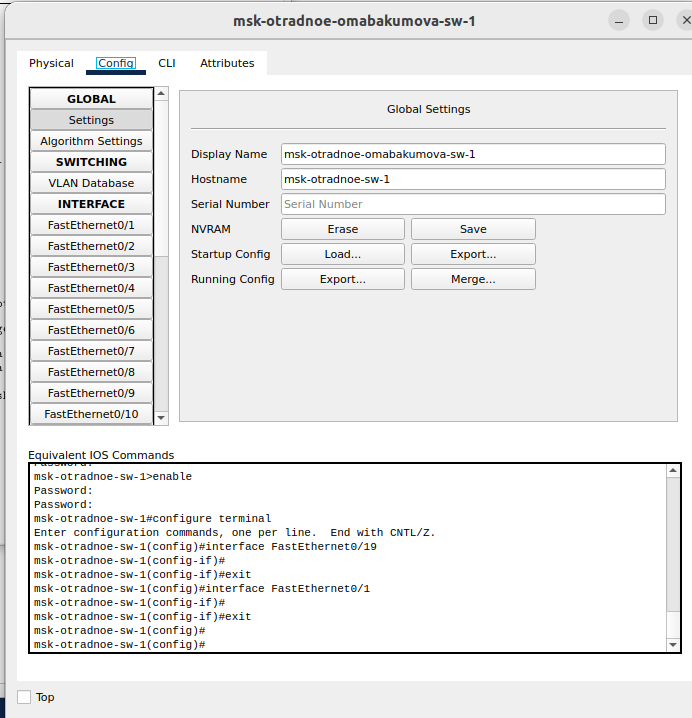 msk-otradnoe-omabakumova-sw-1
Physical Config CLI Attributes
GLOBAL
Settings
Algorithm Settings
SWITCHING
VLAN Database
INTERFACE
FastEthernet0/1
FastEthernet0/2
FastEthernet0/3
FastEthernet0/4
FastEthernet0/5
FastEthernet0/6
FastEthernet0/7
FastEthernet0/8
FastEthernet0/9
FastEthernet0/10
Global Settings
Display Name msk-otradnoe-omabakumova-sw-1
Hostname msk-otradnoe-sw-1
Serial Number Serial Number
NVRAM Erase Save
Startup Config Load... Export...
Running Config Export... Merge...
Equivalent IOS Commands
Password:
msk-otradnoe-sw-1>enable
Password:
Password:
msk-otradnoe-sw-1#configure terminal
Enter configuration commands, one per line. End with CNTL/Z.
msk-otradnoe-sw-1(config)#interface FastEthernet0/19
msk-otradnoe-sw-1(config-if)#
msk-otradnoe-sw-1(config-if)#exit
msk-otradnoe-sw-1(config)#interface FastEthernet0/1
msk-otradnoe-sw-1(config-if)#
msk-otradnoe-sw-1(config-if)#exit
msk-otradnoe-sw-1(config)#
msk-otradnoe-sw-1(config)#
Top